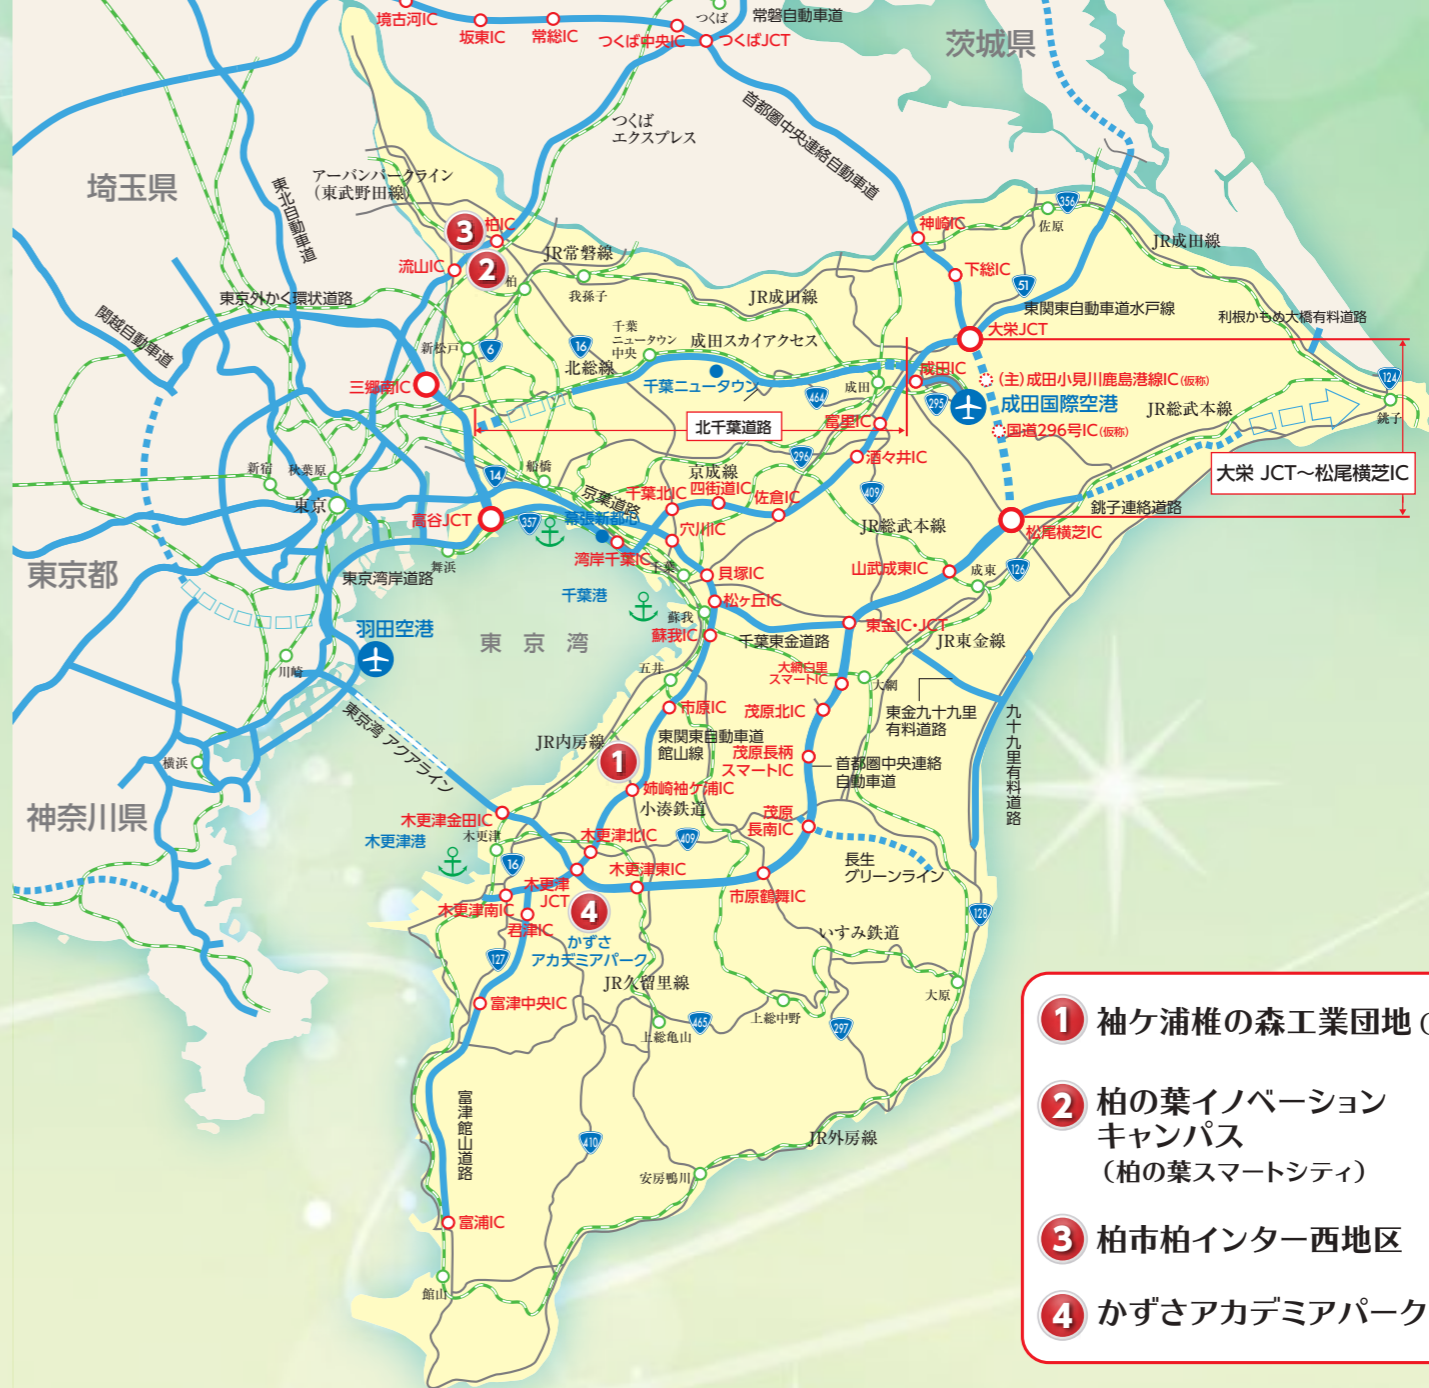 境古河IC
坂東IC
常総IC
つくば
つくば中央IC
つくばJCT
常磐自動車道
茨城県
つくば
エクスプレス
首都圏中央連絡自動車道
埼玉県
東北自動車道
アーバンパークライン
（東武野田線）
3
柏IC
流山IC
2
柏
JR常磐線
我孫子
JR成田線
神崎IC
佐原
356
JR成田線
下総IC
51
東関東自動車道水戸線
大栄JCT
利根かもめ大橋有料道路
東京外かく環状道路
関越自動車道
新松戸
6
16
北総線
千葉
ニュータウン
中央
成田スカイアクセス
千葉ニュータウン
464
成田
成田IC
295
（主）成田小見川鹿島港線IC(仮称)
成田国際空港
国道296号IC(仮称)
JR総武本線
124
銚子
三郷南IC
北千葉道路
富里IC
酒々井IC
大栄 JCT〜松尾横芝IC
新宿
秋葉原
東京
船橋
14
京成線
296
409
京葉道路
千葉北IC
四街道IC
佐倉IC
JR総武本線
銚子連絡道路
松尾横芝IC
高谷JCT
357
幕張新都心
湾岸千葉IC
穴川IC
千葉
貝塚IC
山武成東IC
成東
126
東京都
東京湾岸道路
舞浜
千葉港
松ヶ丘IC
蘇我
蘇我IC
千葉東金道路
東金IC・JCT
JR東金線
羽田空港
東京湾
川崎
五井
大網白里
スマートIC
大網
東金九十九里
有料道路
九十九里有料道路
市原IC
茂原北IC
東京湾 アクアライン
JR内房線
東関東自動車道
館山線
茂原長柄
スマートIC
首都圏中央連絡
自動車道
横浜
1
姉崎袖ケ浦IC
小湊鉄道
茂原
長南IC
神奈川県
木更津金田IC
木更津港
木更津
木更津北IC
409
16
木更津
JCT
木更津東IC
市原鶴舞IC
長生
グリーンライン
木更津南IC
君津IC
4
かずさ
アカデミアパーク
128
いすみ鉄道
127
JR久留里線
富津中央IC
上総亀山
465
上総中野
297
大原
富津館山道路
410
JR外房線
安房鴨川
富浦IC
館山
1 袖ケ浦椎の森工業団地（
2 柏の葉イノベーション
キャンパス
（柏の葉スマートシティ）
3 柏市柏インター西地区
4 かずさアカデミアパーク